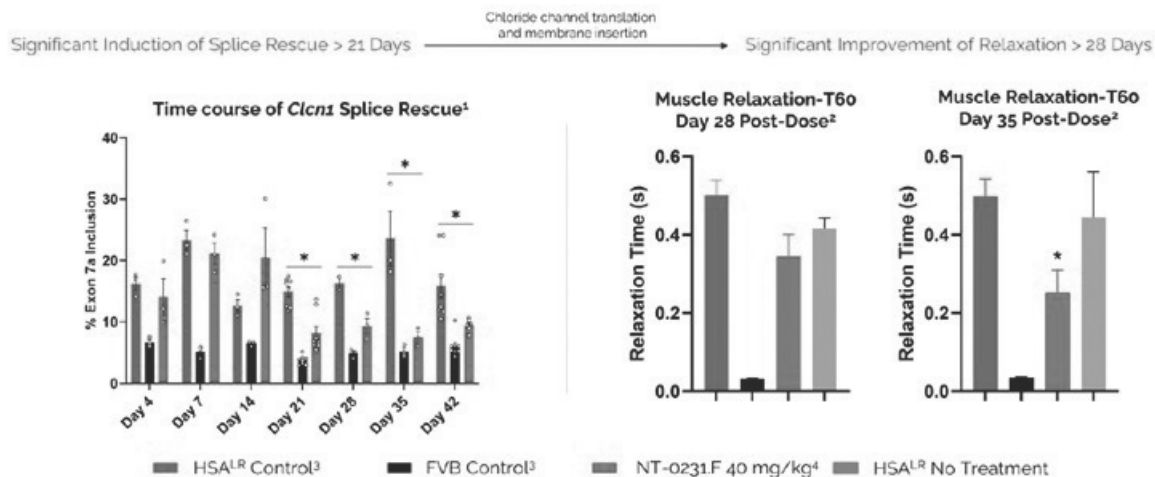 Significant Induction of Splice Rescue > 21 Days
Chloride channel translation
and membrane insertion
Significant Improvement of Relaxation > 28 Days
Time course of Clcn1 Splice Rescue¹
% Exon 7a Inclusion
40
30
20
10
0
* * * *
Day 4 Day 7 Day 14 Day 21 Day 28 Day 35 Day 42
Muscle Relaxation-T60
Day 28 Post-Dose²
Relaxation Time (s)
0.6
0.4
0.2
0.0
Muscle Relaxation-T60
Day 35 Post-Dose²
Relaxation Time (s)
0.6
0.4
0.2
0.0
*
HSAᴸᴿ Control³ FVB Control³ NT-0231.F 40 mg/kg⁴ HSAᴸᴿ No Treatment